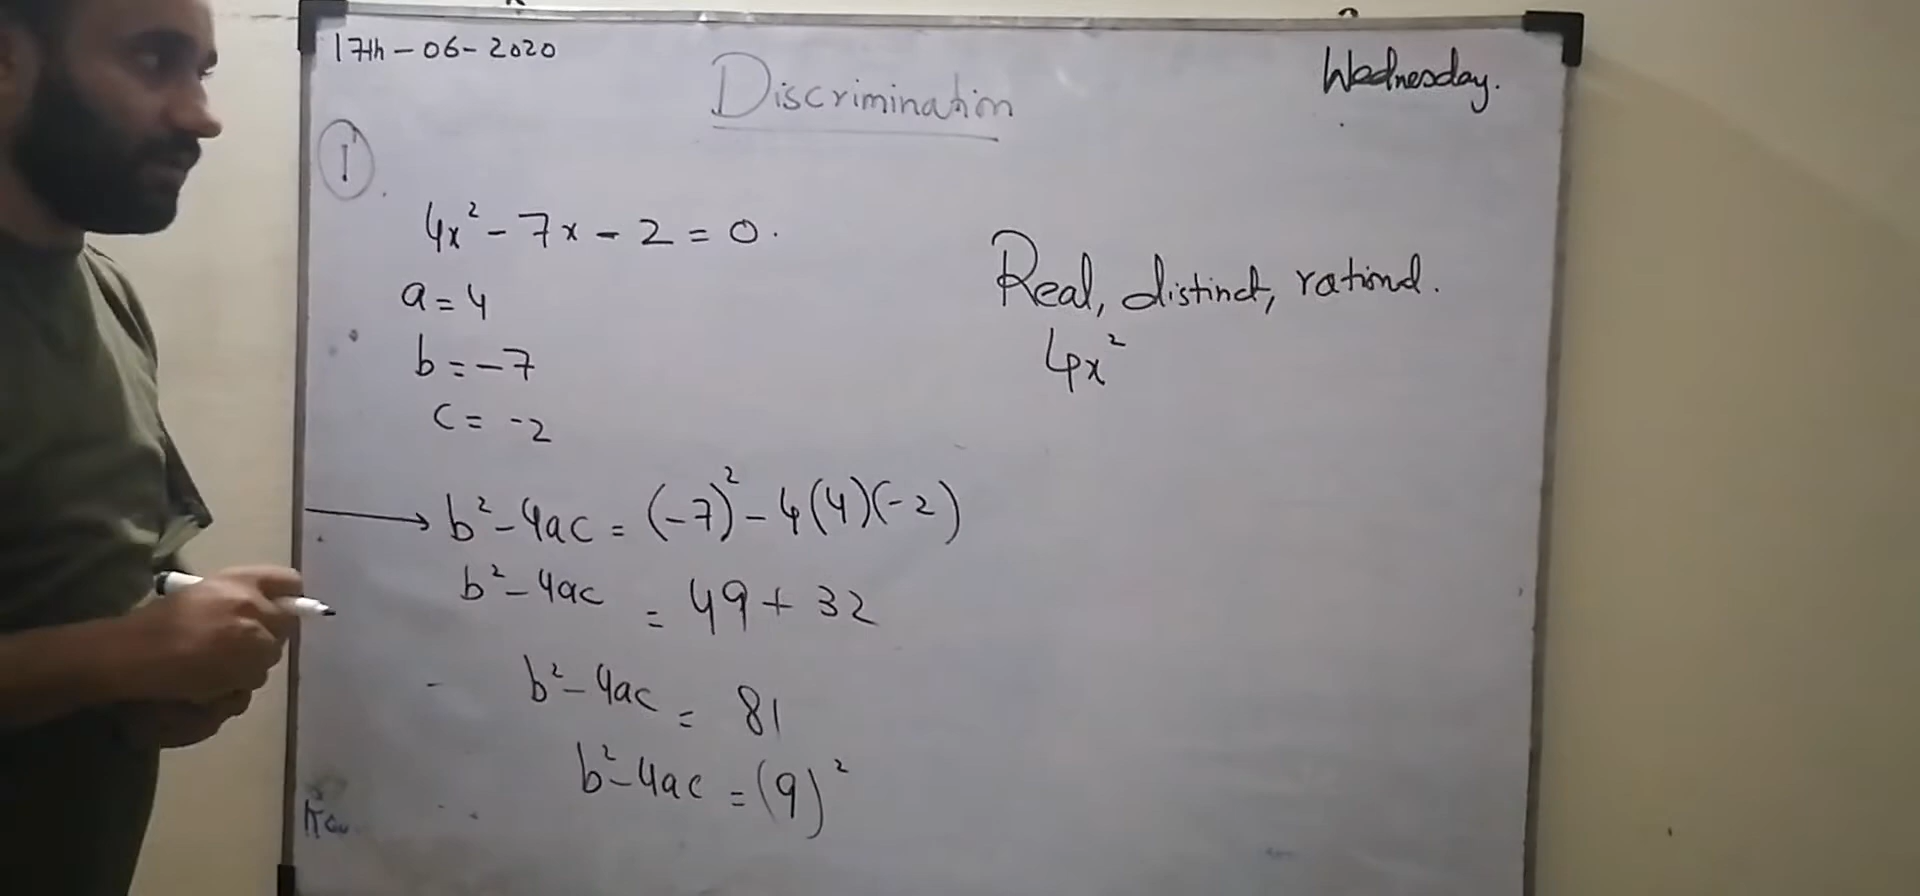 17th-06-2020
Discrimination
Wednesday.
1
4x² - 7x - 2 = 0.
a = 4
b = -7
c = -2
b² - 4ac = (-7)² - 4(4)(-2)
b² - 4ac = 49 + 32
b² - 4ac = 81
b² - 4ac = (9)²
Real, distinct, rational.
4x²